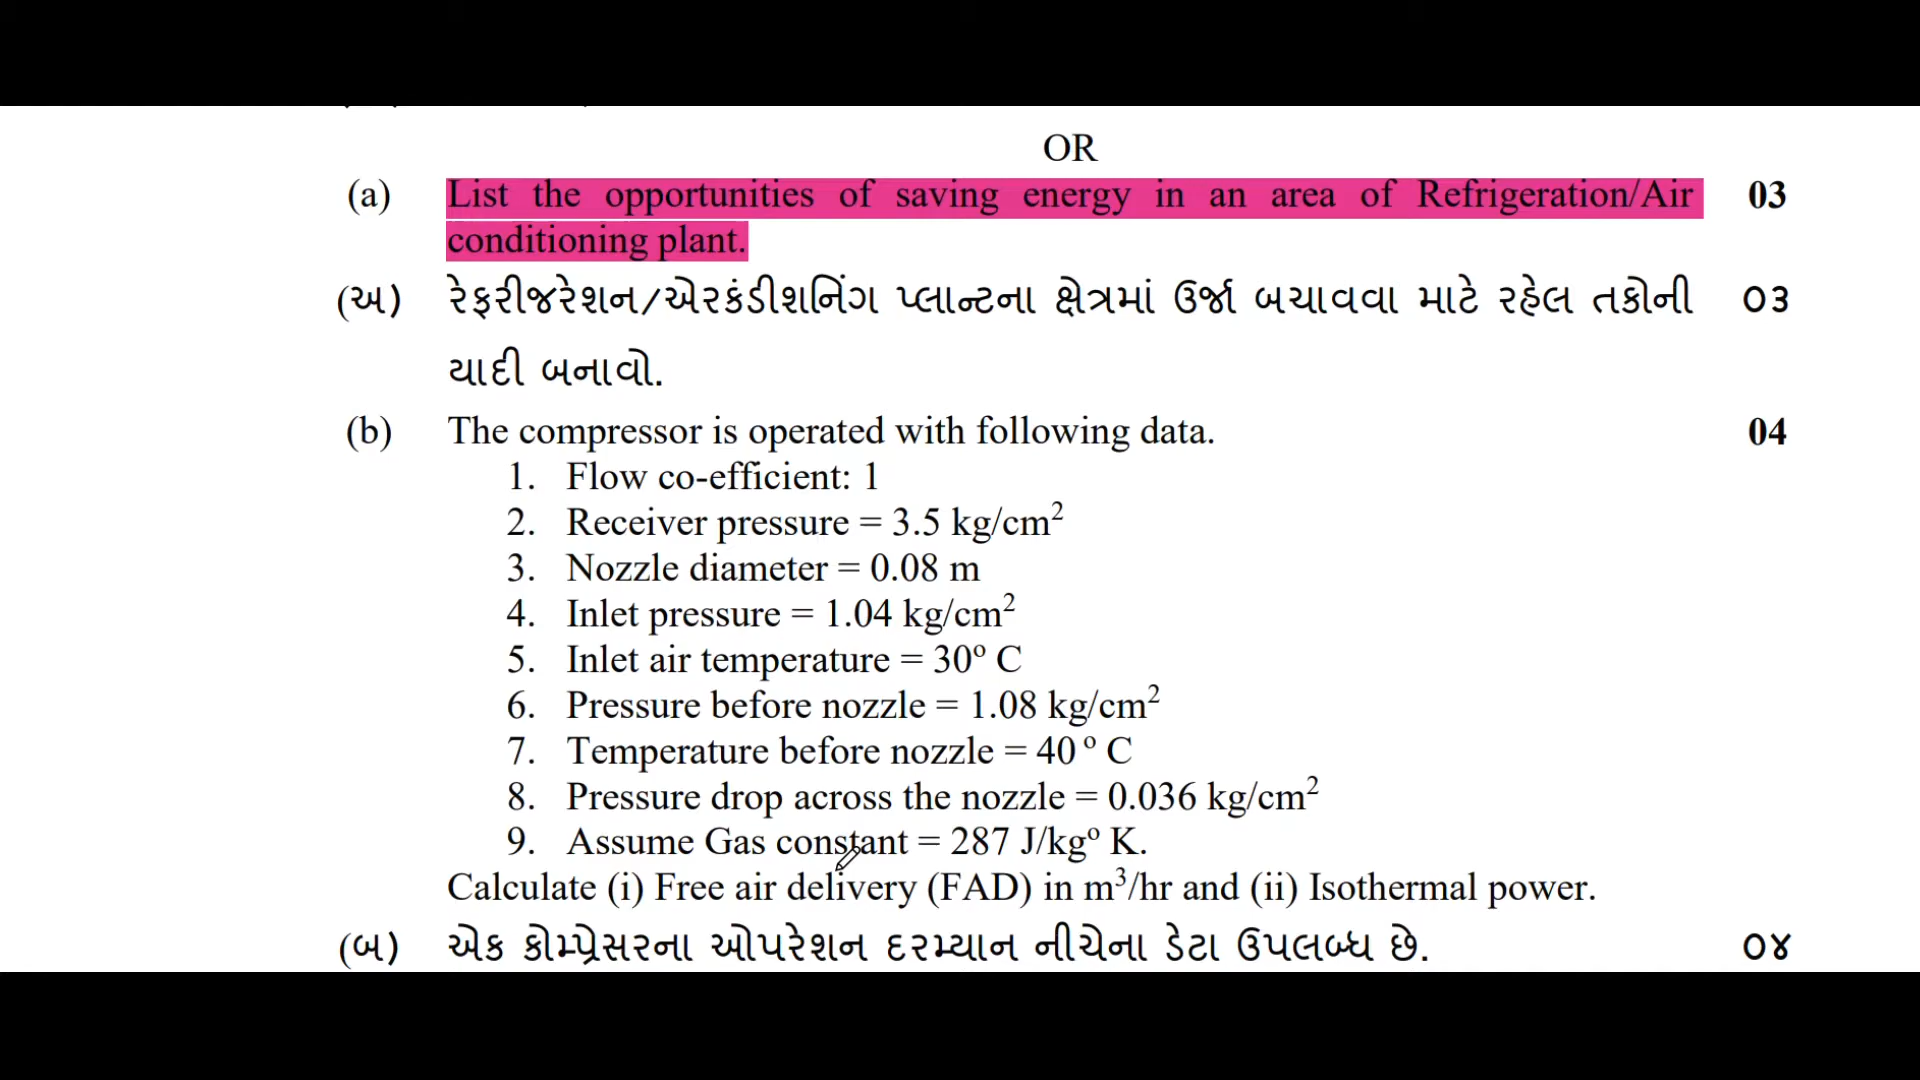 OR
(a) List the opportunities of saving energy in an area of Refrigeration/Air 03
conditioning plant.
(અ) રેફરીજરેશન/એરકંડીશનિંગ પ્લાન્ટના ક્ષેત્રમાં ઉર્જા બચાવવા માટે રહેલ તકોની ૦૩
યાદી બનાવો.
(b) The compressor is operated with following data. 04
1. Flow co-efficient: 1
2. Receiver pressure = 3.5 kg/cm²
3. Nozzle diameter = 0.08 m
4. Inlet pressure = 1.04 kg/cm²
5. Inlet air temperature = 30º C
6. Pressure before nozzle = 1.08 kg/cm²
7. Temperature before nozzle = 40 º C
8. Pressure drop across the nozzle = 0.036 kg/cm²
9. Assume Gas constant = 287 J/kgº K.
Calculate (i) Free air delivery (FAD) in m³/hr and (ii) Isothermal power.
(બ) એક કોમ્પ્રેસરના ઓપરેશન દરમ્યાન નીચેના ડેટા ઉપલબ્ધ છે. ૦૪